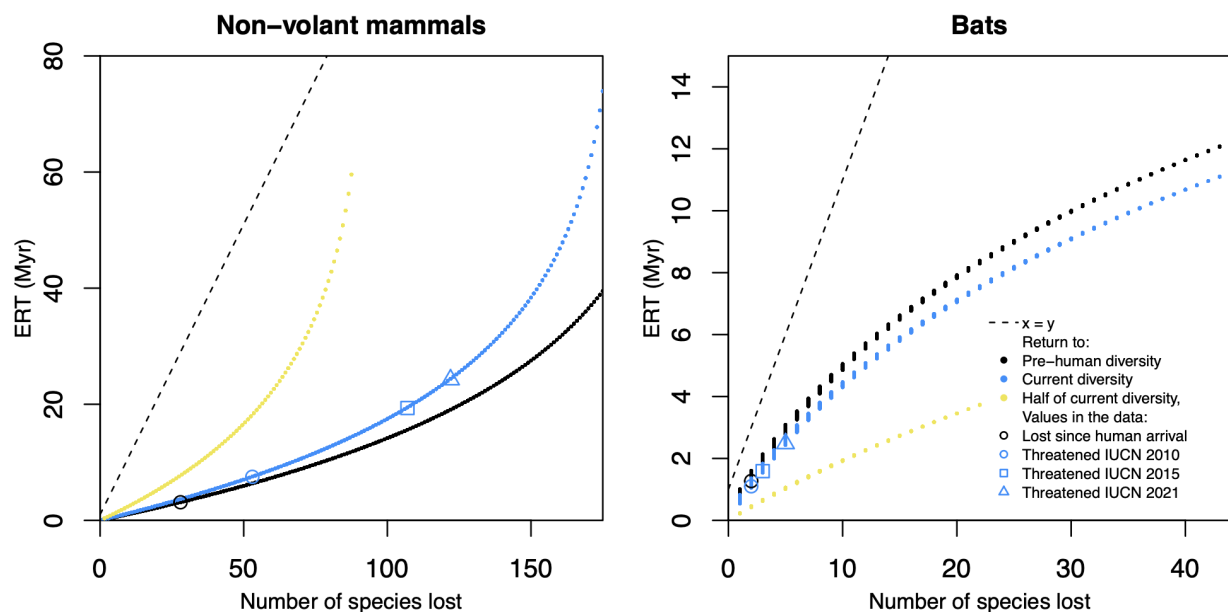 Non−volant mammals
80
60
40
20
0
ERT (Myr)
0
50
100
150
Number of species lost
Bats
14
12
10
8
6
4
2
0
ERT (Myr)
x = y
Return to:
Pre-human diversity
Current diversity
Half of current diversity,
Values in the data:
Lost since human arrival
Threatened IUCN 2010
Threatened IUCN 2015
Threatened IUCN 2021
0
10
20
30
40
Number of species lost